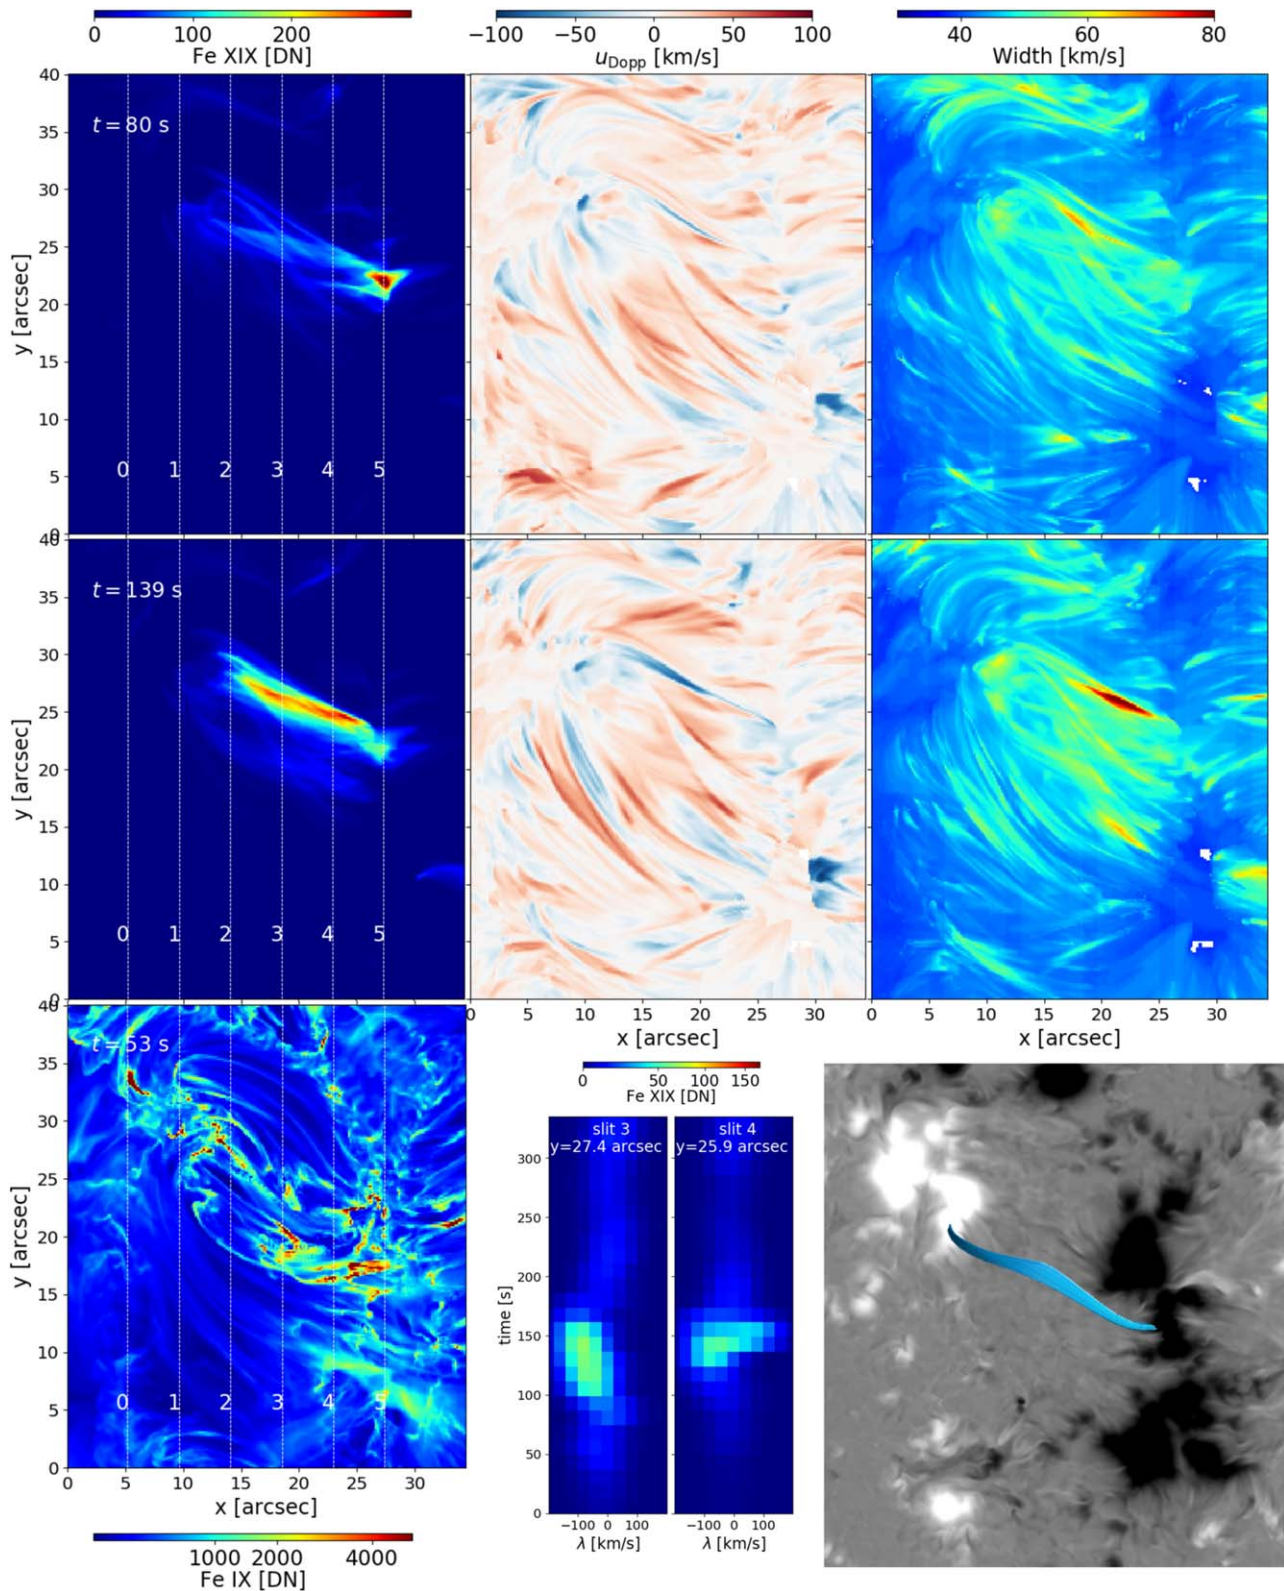 0 100 200
Fe XIX [DN]
−100 −50 0 50 100
u_Dopp [km/s]
40 60 80
Width [km/s]
t = 80 s
40
35
30
25
20
15
10
5
0
y [arcsec]
0 1 2 3 4 5
t = 139 s
40
35
30
25
20
15
10
5
0
y [arcsec]
0 1 2 3 4 5
0 5 10 15 20 25 30
x [arcsec]
0 5 10 15 20 25 30
x [arcsec]
t = 53 s
40
35
30
25
20
15
10
5
0
y [arcsec]
0 1 2 3 4 5
0 5 10 15 20 25 30
x [arcsec]
1000 2000 4000
Fe IX [DN]
0 50 100 150
Fe XIX [DN]
slit 3
y=27.4 arcsec
slit 4
y=25.9 arcsec
300
250
200
150
100
50
0
time [s]
−100 0 100
λ [km/s]
−100 0 100
λ [km/s]